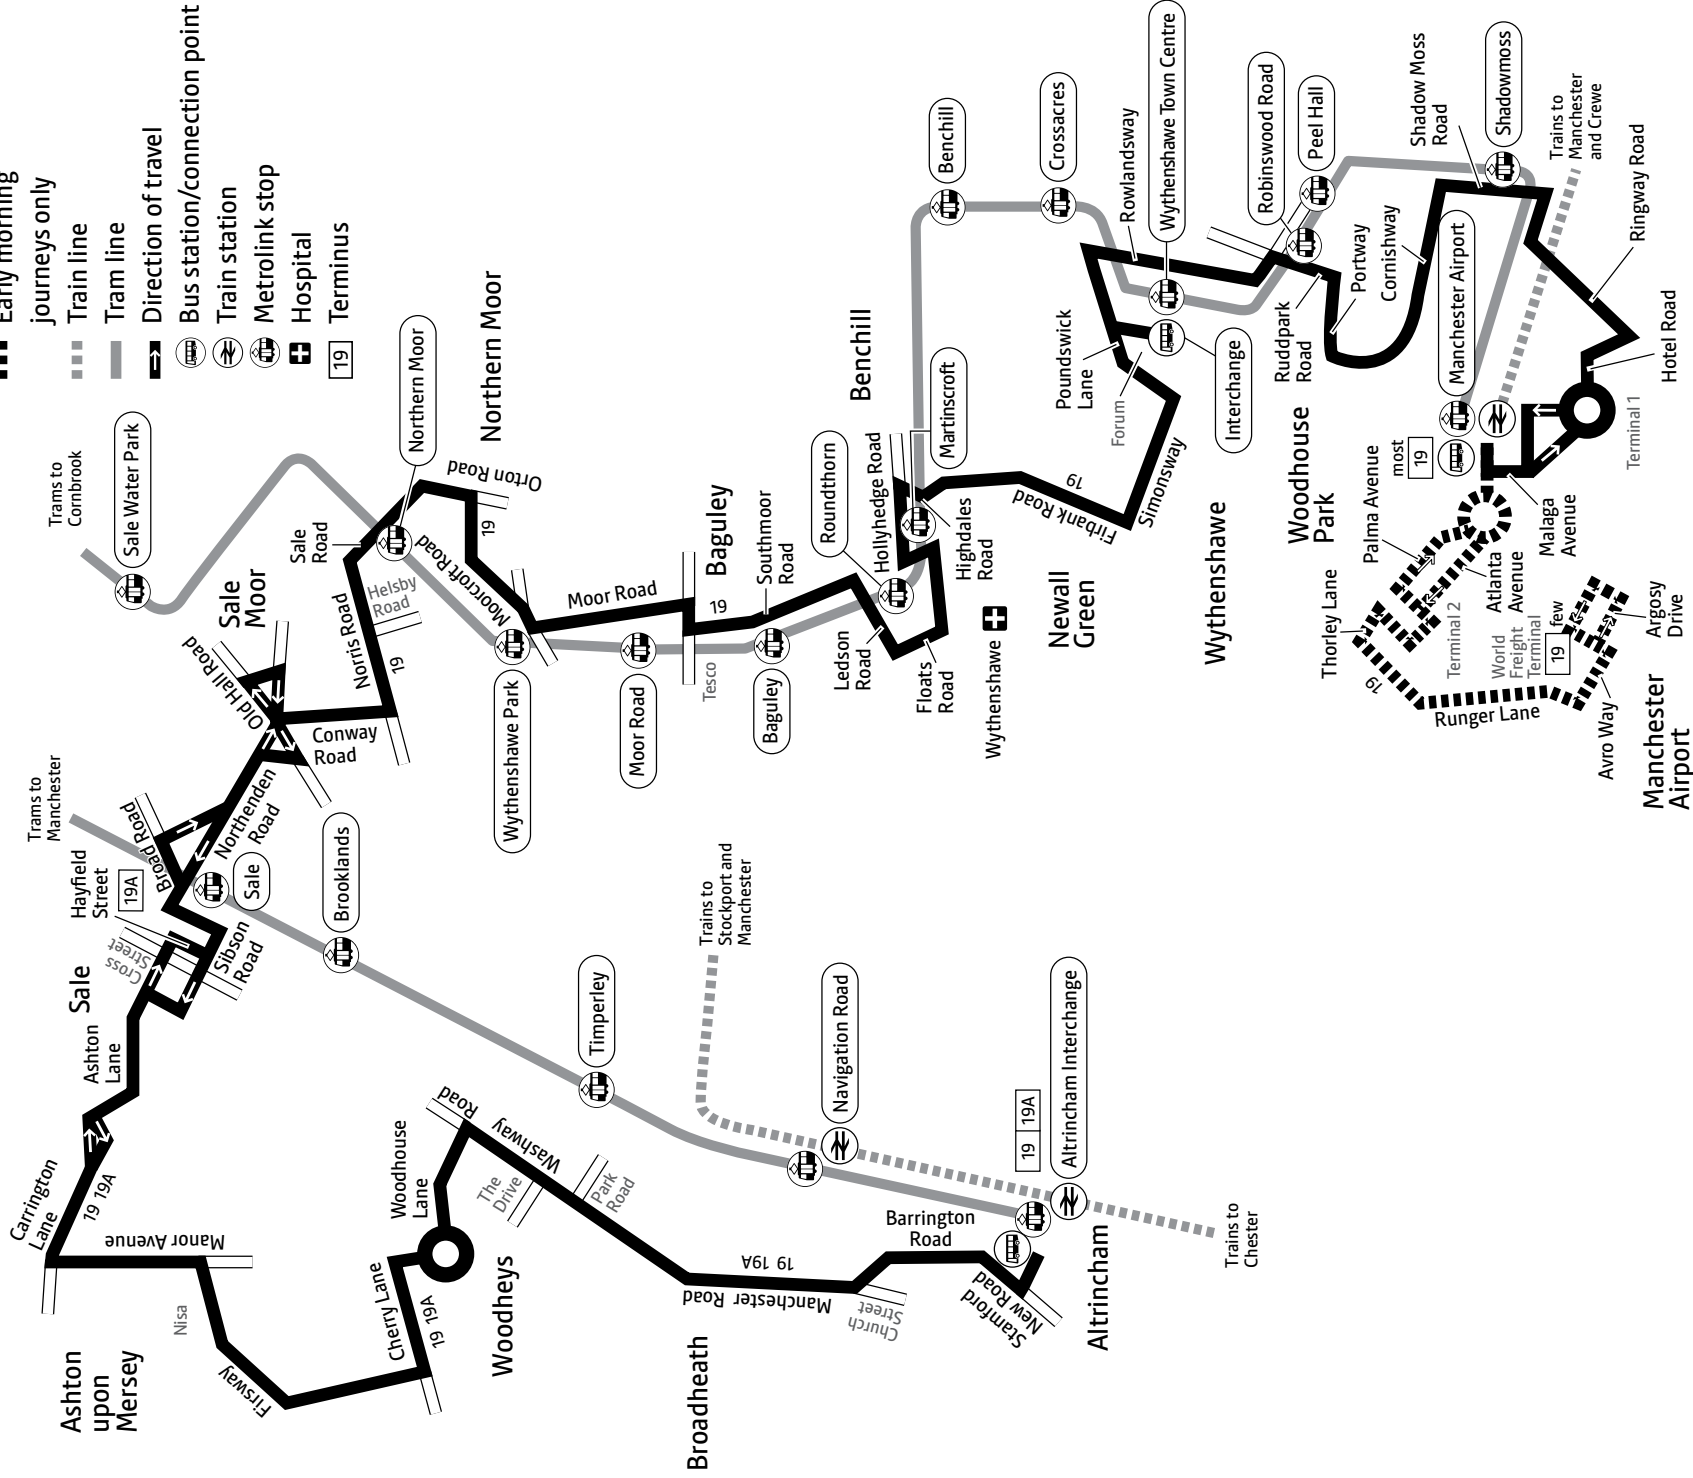 Early morning
journeys only
Train line
Tram line
Direction of travel
Bus station/connection point
Train station
Metrolink stop
Hospital
19
Terminus
Trams to
Cornbrook
Sale Water Park
Sale
Moor
Old Hall Road
Sale
Road
Northern Moor
Northern Moor
Orton Road
19
Norris Road
19
Helsby
Road
Moorcroft Road
Conway
Road
Wythenshawe Park
Moor Road
Moor Road
19
Baguley
Southmoor
Road
Tesco
Baguley
Roundthorn
Ledson
Road
Floats
Road
Hollyhedge Road
Benchill
Martinscroft
Highdales
Road
Wythenshawe
Newall
Green
Firbank Road
19
Simonsway
Wythenshawe
Benchill
Crossacres
Rowlandsway
Wythenshawe Town Centre
Poundswick
Lane
Forum
Interchange
Robinswood Road
Peel Hall
Ruddpark
Road
Portway
Cornishway
Woodhouse
Park
Shadow Moss
Road
Shadowmoss
Trains to
Manchester
and Crewe
Ringway Road
Hotel Road
Manchester Airport
Terminal 1
most
19
Palma Avenue
Malaga
Avenue
Atlanta
Avenue
Thorley Lane
Terminal 2
World
Freight
Terminal
19
few
Argosy
Drive
19
Runger Lane
Avro Way
Manchester
Airport
Trams to
Manchester
Broad Road
Northenden
Road
Hayfield
Street
19A
Sale
Brooklands
Sibson
Road
Cross
Street
Sale
Ashton
Lane
Carrington
Lane
19 19A
Manor Avenue
Ashton
upon
Mersey
Nisa
Firsway
Cherry Lane
19 19A
Woodheys
Woodhouse
Lane
Washway
Road
The
Drive
Park
Road
Timperley
Trains to
Stockport and
Manchester
Navigation Road
19 19A
Altrincham Interchange
Broadheath
Manchester Road
19 19A
Church
Street
Barrington
Road
Stamford
New Road
Altrincham
Trains to
Chester